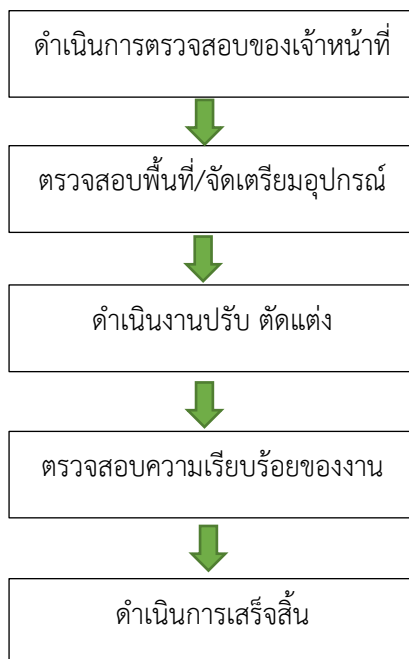 ดำเนินการตรวจสอบของเจ้าหน้าที่
ตรวจสอบพื้นที่/จัดเตรียมอุปกรณ์
ดำเนินงานปรับ ตัดแต่ง
ตรวจสอบความเรียบร้อยของงาน
ดำเนินการเสร็จสิ้น